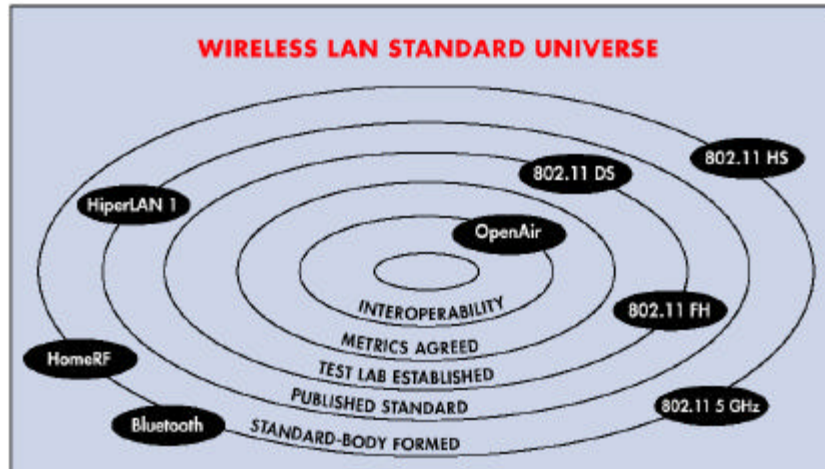 WIRELESS LAN STANDARD UNIVERSE
802.11 HS
802.11 DS
HiperLAN 1
OpenAir
INTEROPERABILITY
802.11 FH
METRICS AGREED
HomeRF
TEST LAB ESTABLISHED
PUBLISHED STANDARD
802.11 5 GHz
Bluetooth
STANDARD-BODY FORMED